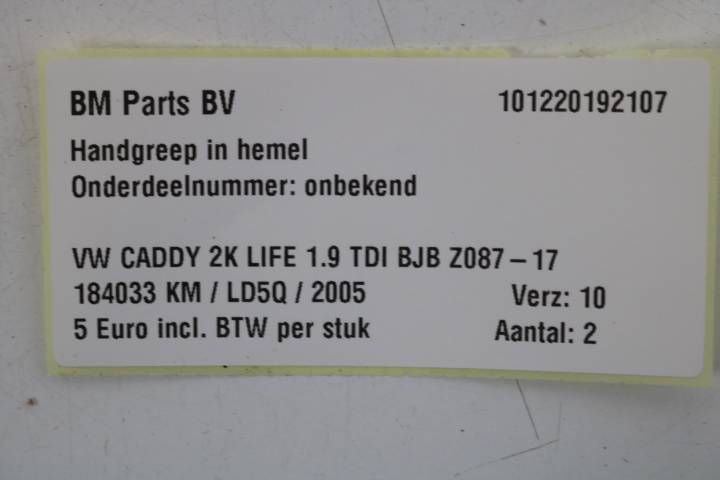 BM Parts BV 101220192107
Handgreep in hemel
Onderdeelnummer: onbekend
VW CADDY 2K LIFE 1.9 TDI BJB Z087-17
184033 KM / LD5Q / 2005 Verz: 10
5 Euro incl. BTW per stuk Aantal: 2